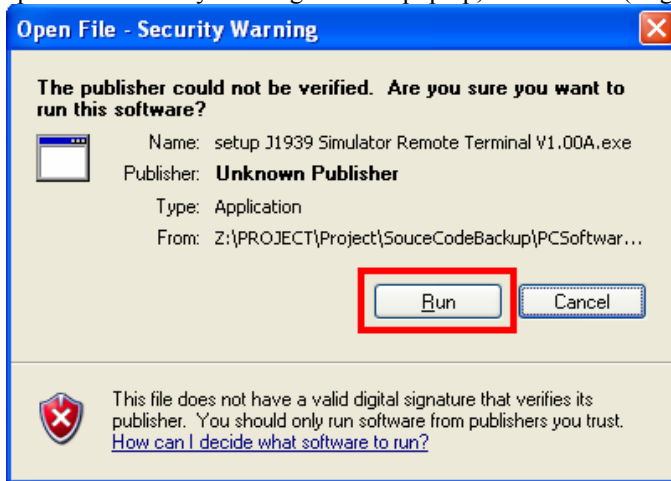 Open File - Security Warning
The publisher could not be verified.  Are you sure you want to
run this software?
Name: setup J1939 Simulator Remote Terminal V1.00A.exe
Publisher: Unknown Publisher
Type: Application
From: Z:\PROJECT\Project\SouceCodeBackup\PCSoftwar...
Run Cancel
This file does not have a valid digital signature that verifies its
publisher.  You should only run software from publishers you trust.
How can I decide what software to run?